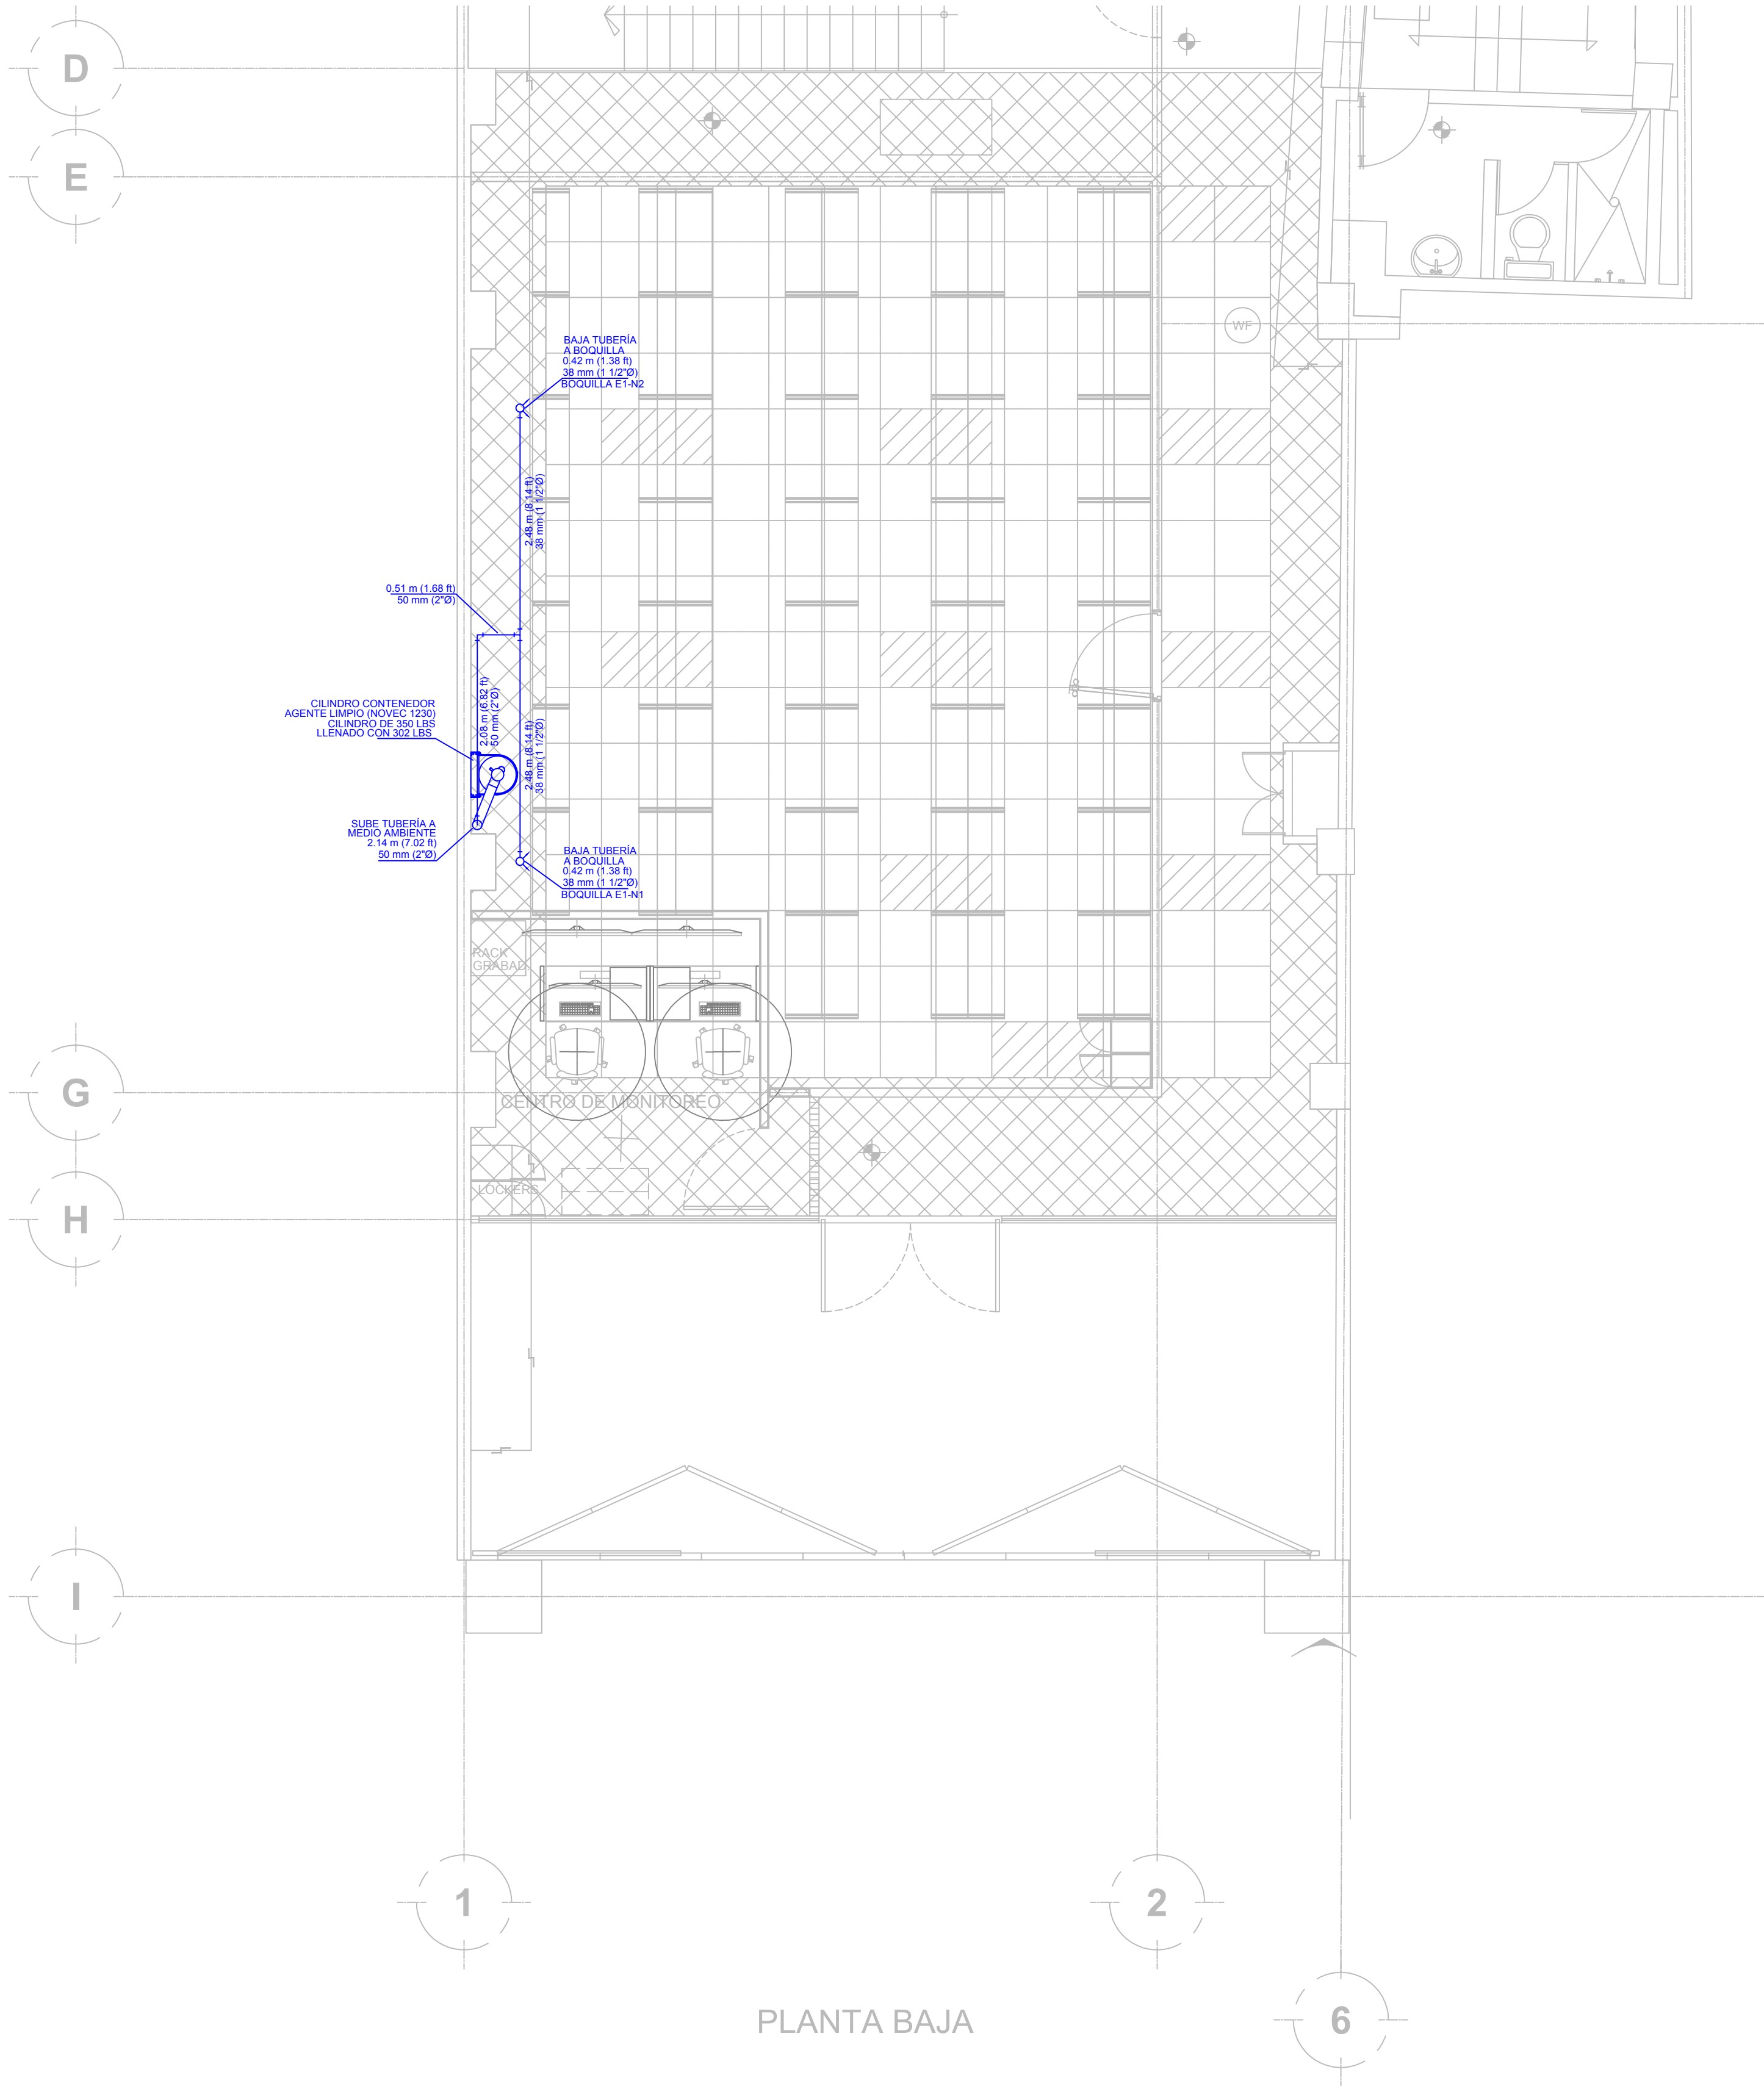 D
E
WF
BAJA TUBERÍA
A BOQUILLA
0.42 m (1.38 ft)
38 mm (1 1/2"Ø)
BOQUILLA E1-N2
2.48 m (8.14 ft)
38 mm (1 1/2"Ø)
0.51 m (1.68 ft)
50 mm (2"Ø)
2.08 m (6.82 ft)
50 mm (2"Ø)
CILINDRO CONTENEDOR
AGENTE LIMPIO (NOVEC 1230)
CILINDRO DE 350 LBS
LLENADO CON 302 LBS
2.48 m (8.14 ft)
38 mm (1 1/2"Ø)
SUBE TUBERÍA A
MEDIO AMBIENTE
2.14 m (7.02 ft)
50 mm (2"Ø)
BAJA TUBERÍA
A BOQUILLA
0.42 m (1.38 ft)
38 mm (1 1/2"Ø)
BOQUILLA E1-N1
RACK
GRABAD.
G
CENTRO DE MONITOREO
LOCKERS
H
I
1
2
6
PLANTA BAJA